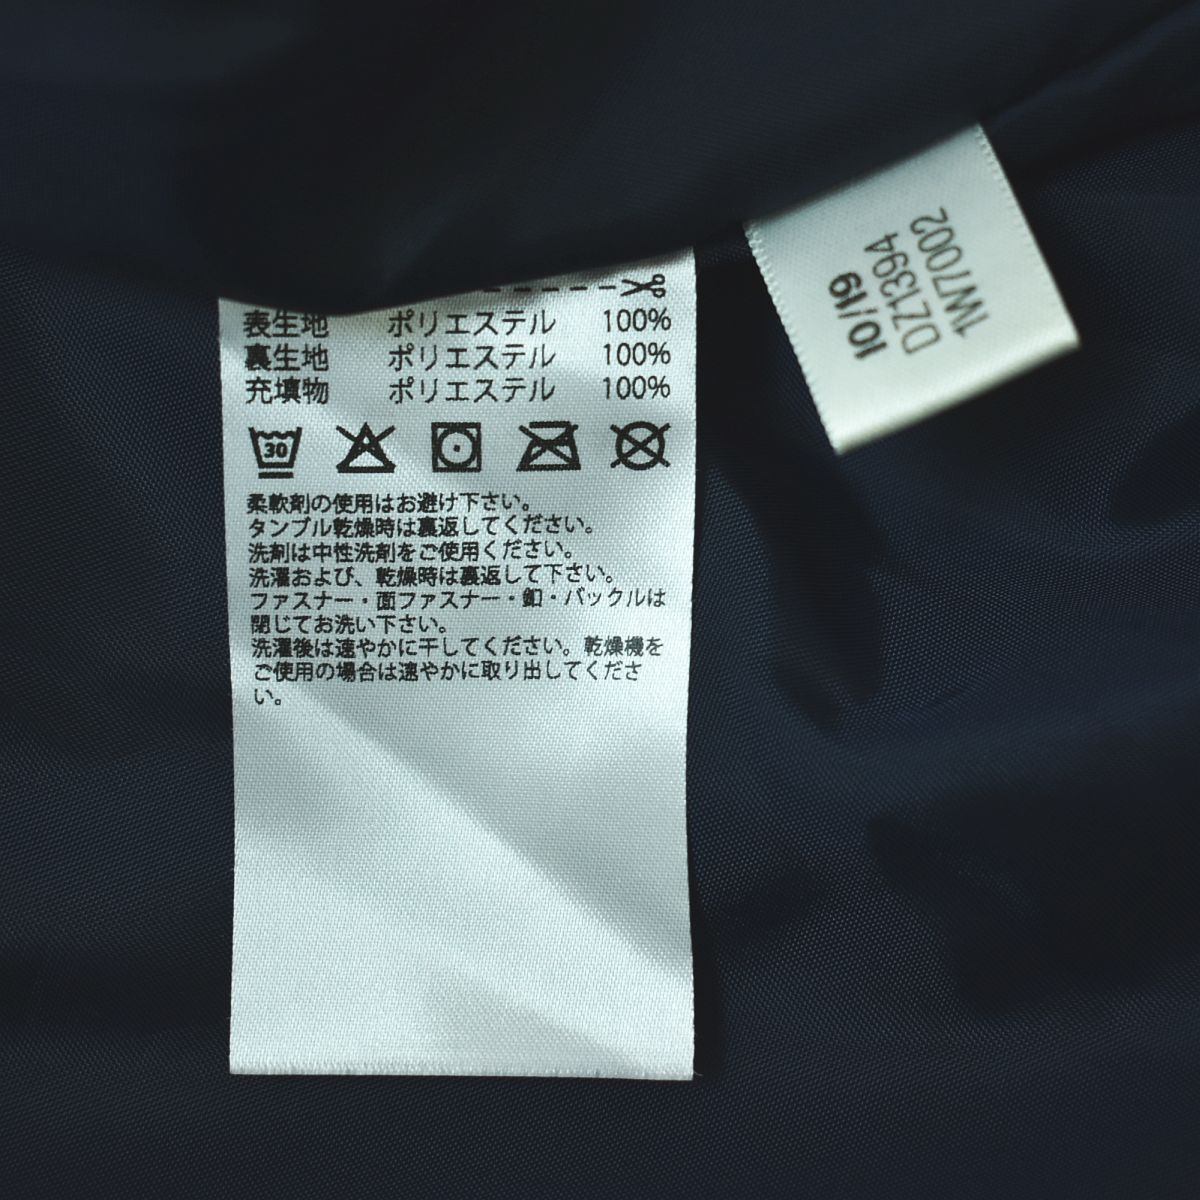 表生地 ポリエステル 100%
裏生地 ポリエステル 100%
充填物 ポリエステル 100%
30
柔軟剤の使用はお避け下さい。
タンブル乾燥時は裏返してください。
洗剤は中性洗剤をご使用ください。
洗濯および、乾燥時は裏返して下さい。
ファスナー・面ファスナー・釦・バックルは
閉じてお洗い下さい。
洗濯後は速やかに干してください。乾燥機を
ご使用の場合は速やかに取り出してくださ
い。
10/19
DZ1394
1W7002